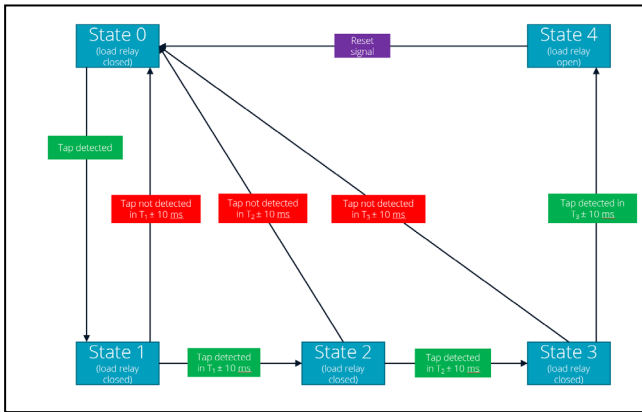 State 0
(load relay
closed)
Reset
signal
State 4
(load relay
open)
Tap detected
Tap not detected
in T₁ ± 10 ms
Tap not detected
in T₂ ± 10 ms
Tap not detected
in T₃ ± 10 ms
Tap detected in
T₃ ± 10 ms
State 1
(load relay
closed)
Tap detected
in T₁ ± 10 ms
State 2
(load relay
closed)
Tap detected
in T₂ ± 10 ms
State 3
(load relay
closed)